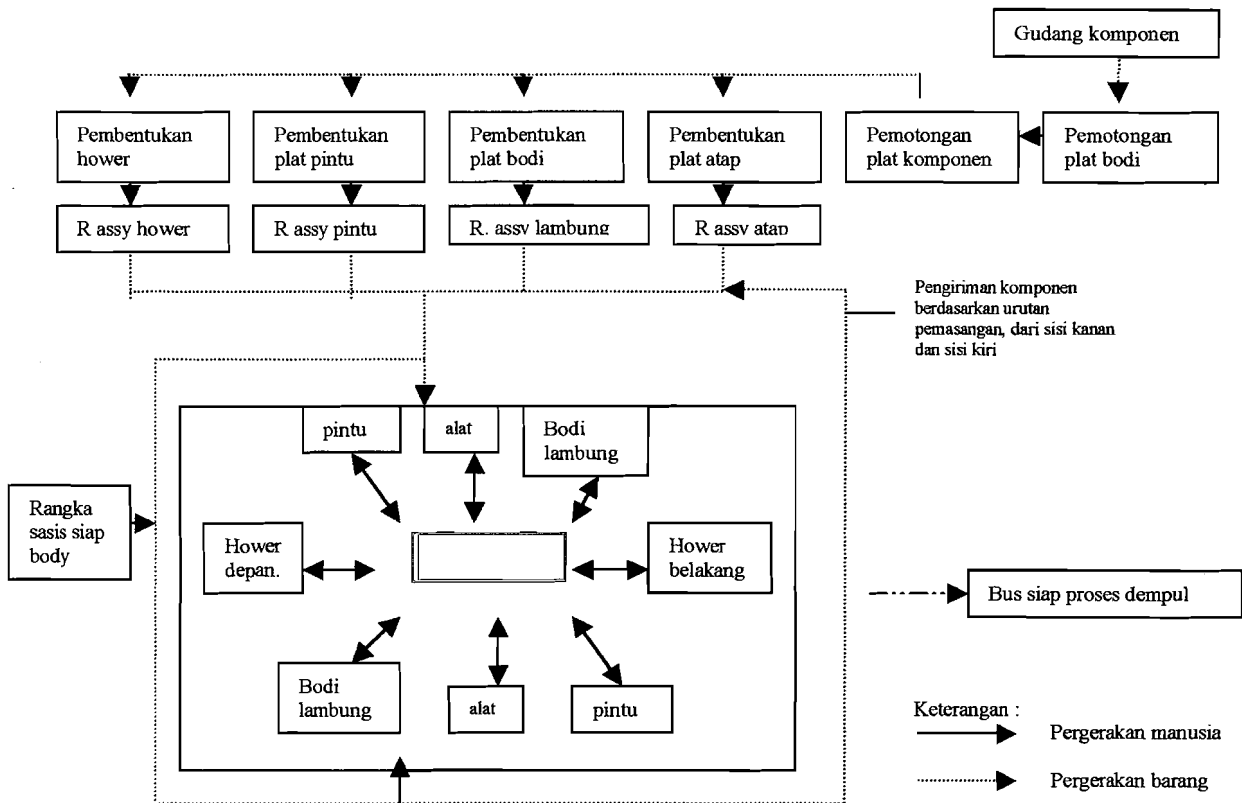 Gudang komponen
Pembentukan
hower
Pembentukan
plat pintu
Pembentukan
plat bodi
Pembentukan
plat atap
Pemotongan
plat komponen
Pemotongan
plat bodi
R assy hower
R assy pintu
R. assy lambung
R assy atap
Pengiriman komponen
berdasarkan urutan
pemasangan, dari sisi kanan
dan sisi kiri
pintu
alat
Bodi
lambung
Rangka
sasis siap
body
Hower
depan.
Hower
belakang
Bus siap proses dempul
Bodi
lambung
alat
pintu
Keterangan :
Pergerakan manusia
Pergerakan barang